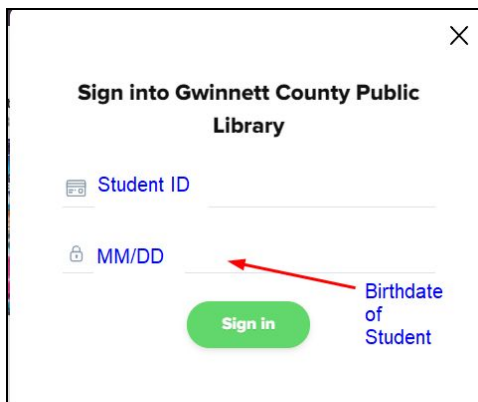 Sign into Gwinnett County Public
Library
Student ID
MM/DD
Birthdate
of
Student
Sign in